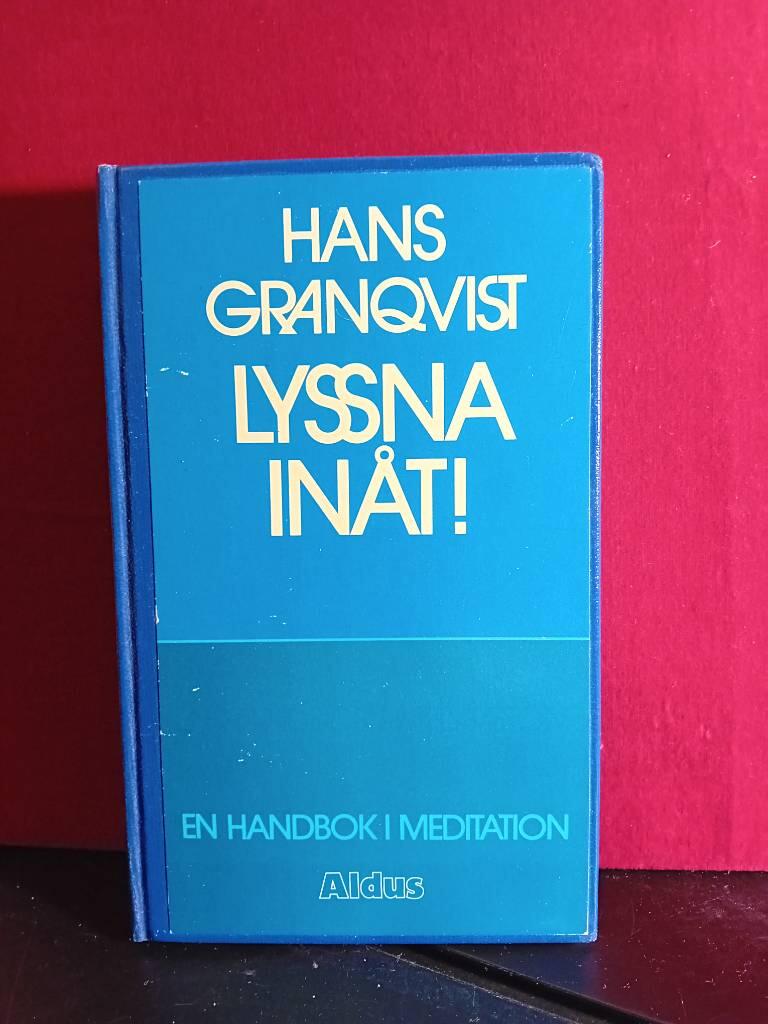 HANS
GRANQVIST
LYSSNA
INÅT!
EN HANDBOK I MEDITATION
Aldus